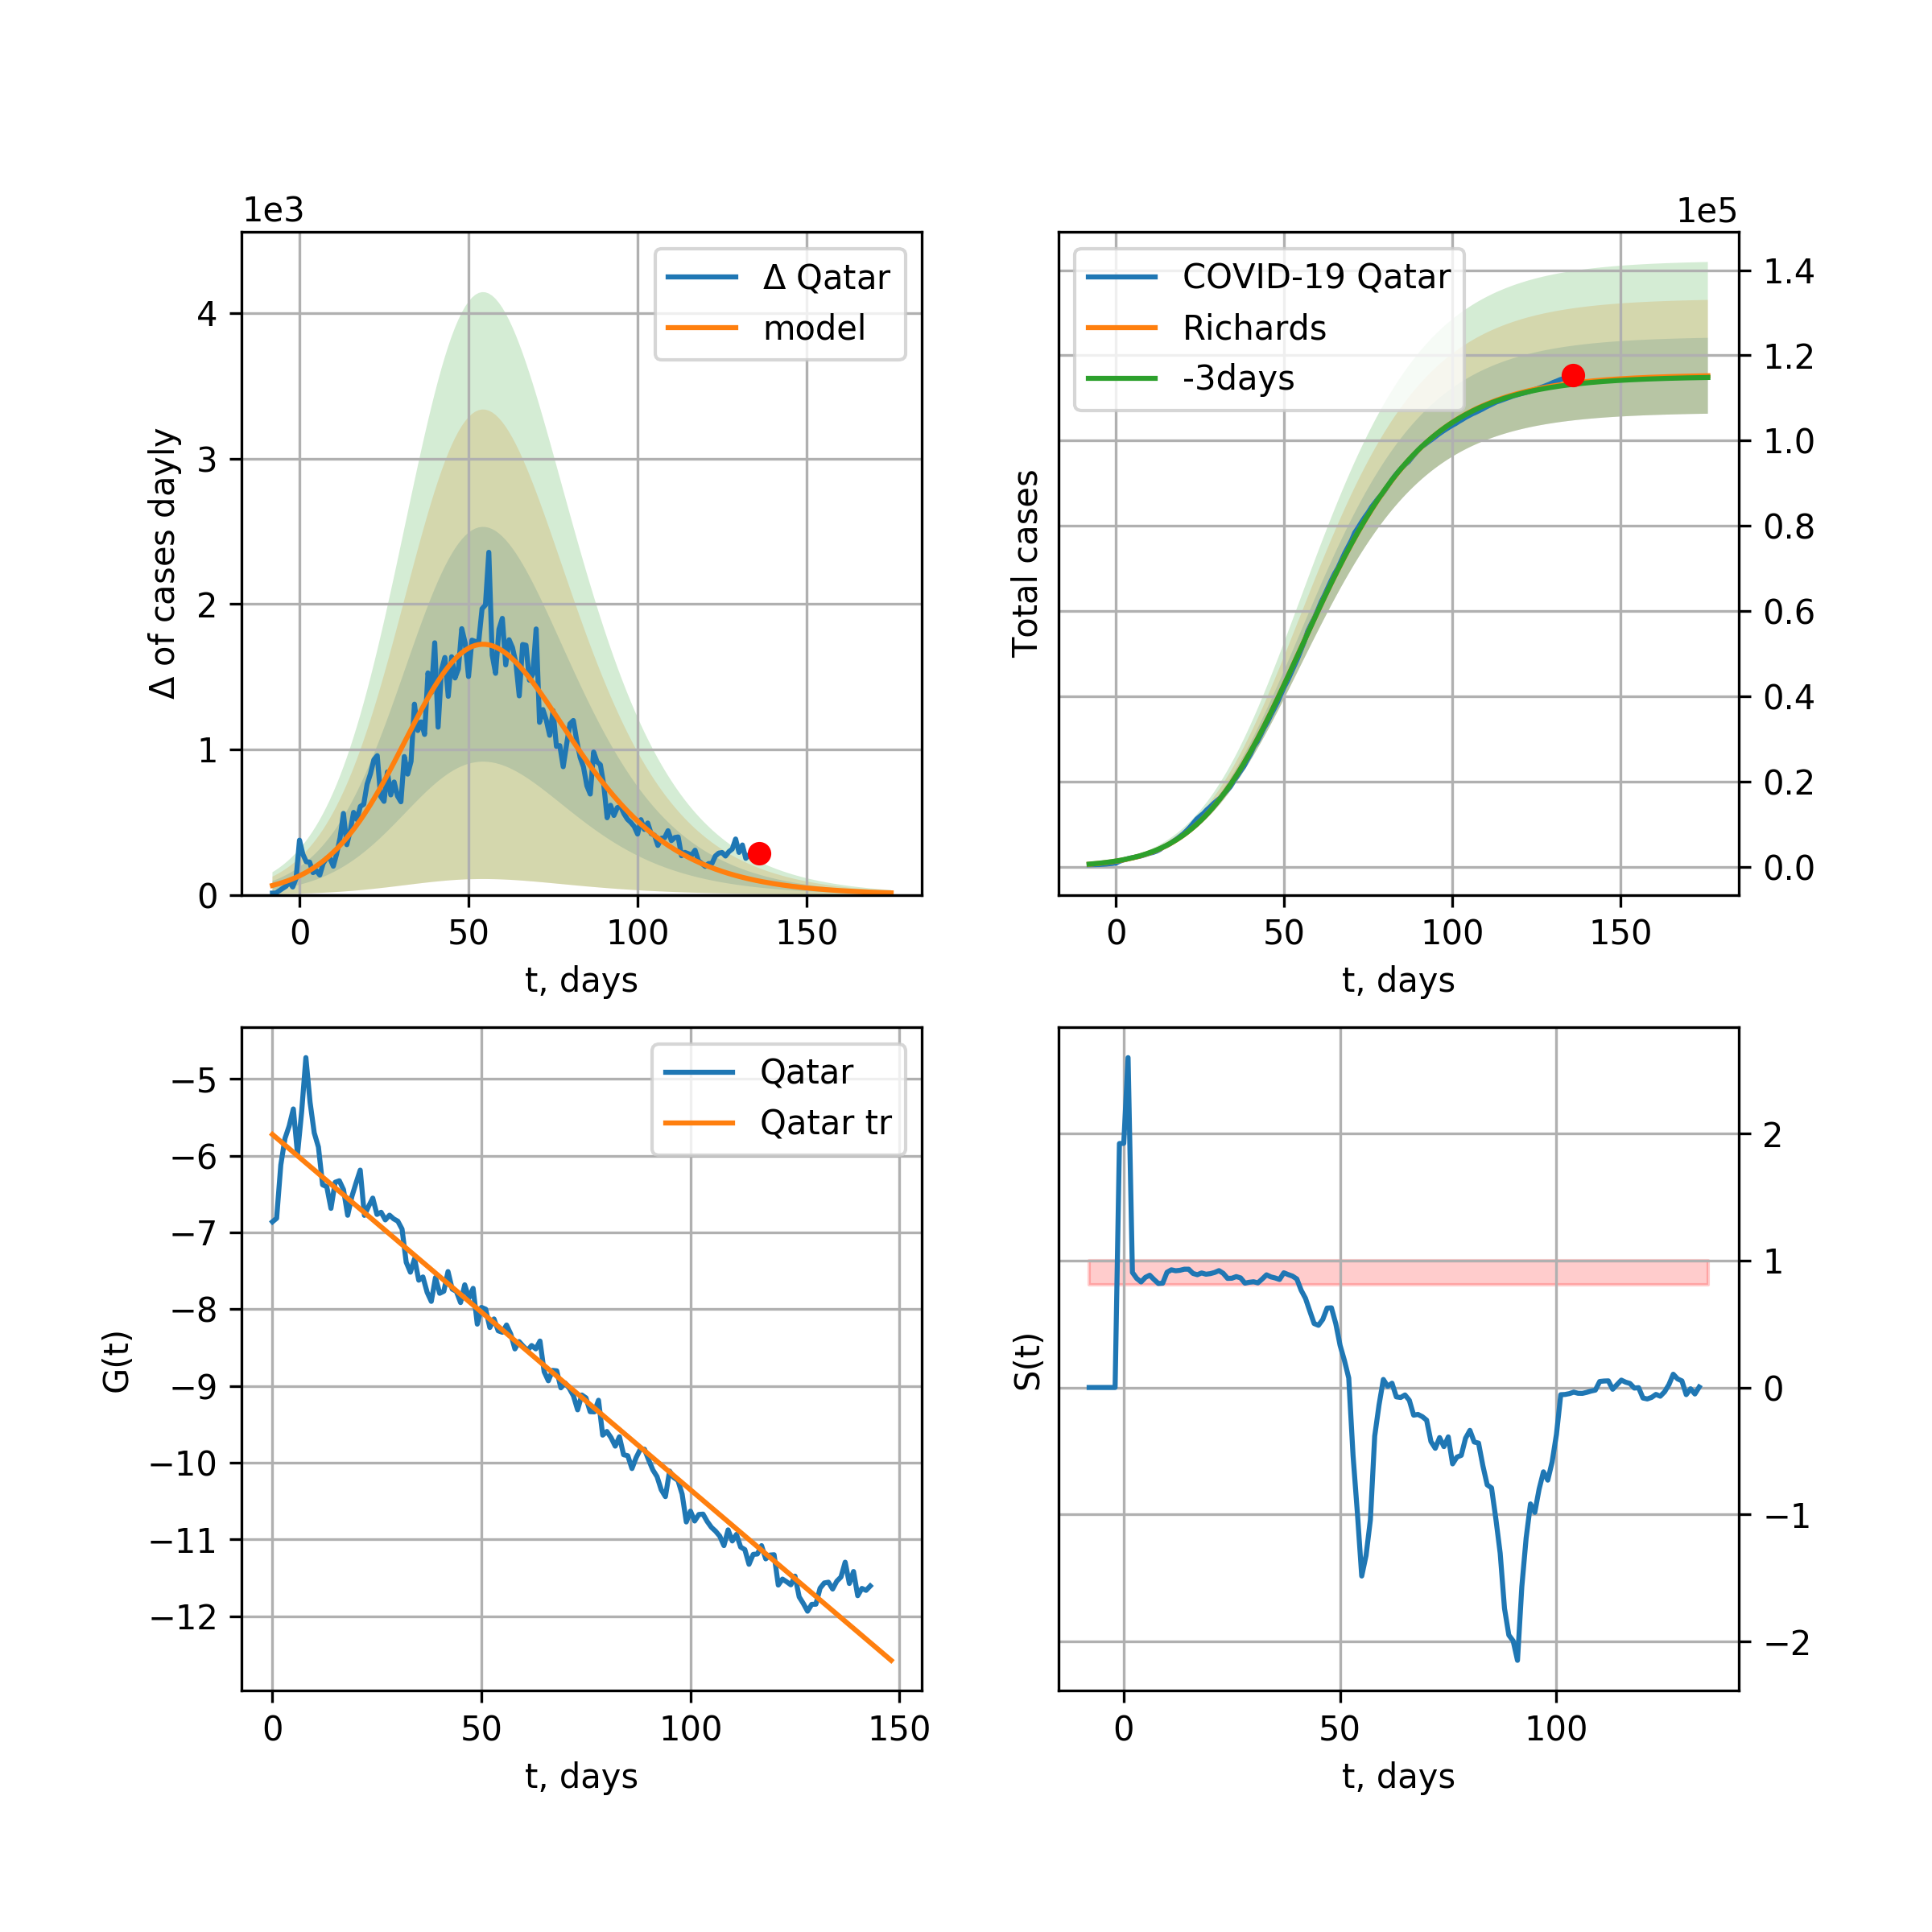 1e3
Δ of cases dayly
4
3
2
1
0
0 50 100 150
t, days
Δ Qatar
model
1e5
Total cases
1.4
1.2
1.0
0.8
0.6
0.4
0.2
0.0
0 50 100 150
t, days
COVID-19 Qatar
Richards
-3days
G(t)
−5
−6
−7
−8
−9
−10
−11
−12
0 50 100 150
t, days
Qatar
Qatar tr
S(t)
2
1
0
−1
−2
0 50 100
t, days